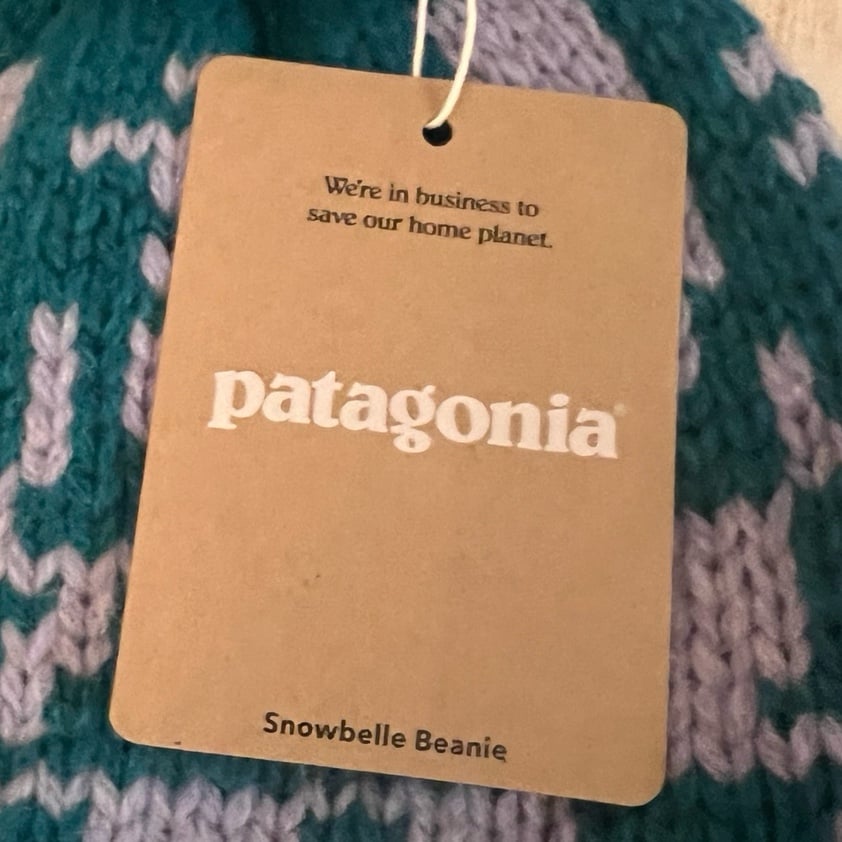 We're in business to
save our home planet.
patagonia®
Snowbelle Beanie